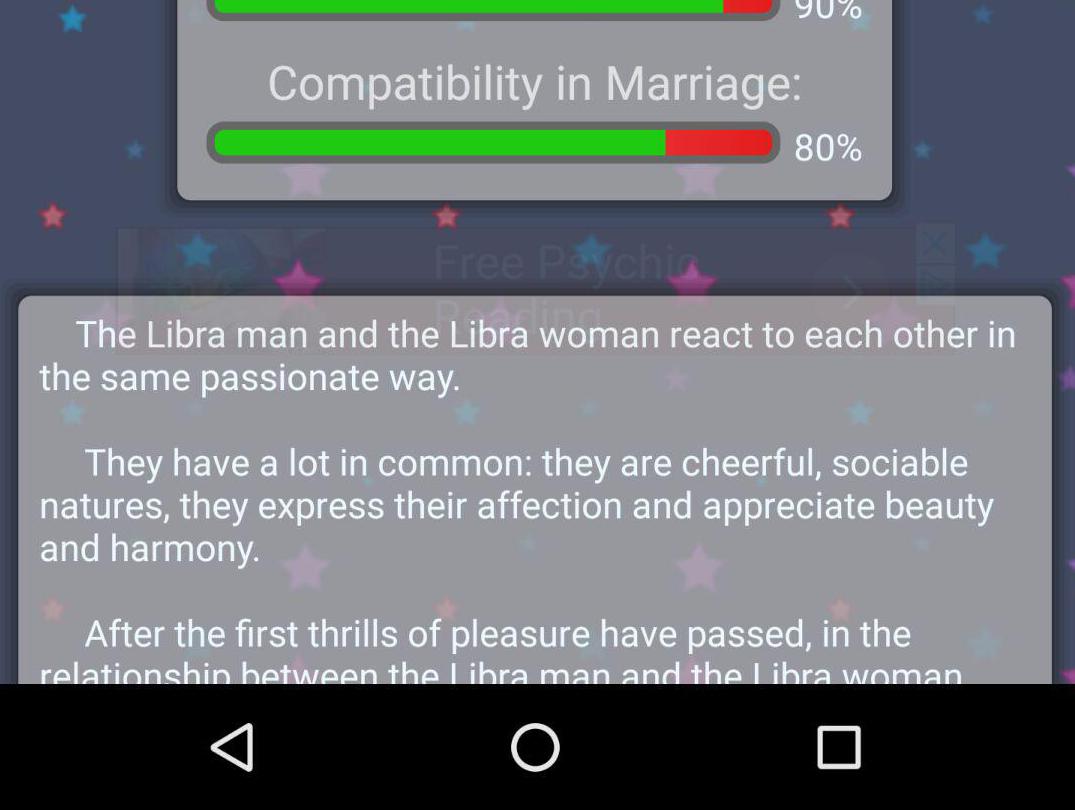 90%
Compatibility in Marriage:
80%
Free Psychic
Reading
The Libra man and the Libra woman react to each other in
the same passionate way.
They have a lot in common: they are cheerful, sociable
natures, they express their affection and appreciate beauty
and harmony.
After the first thrills of pleasure have passed, in the
relationship between the Libra man and the Libra woman